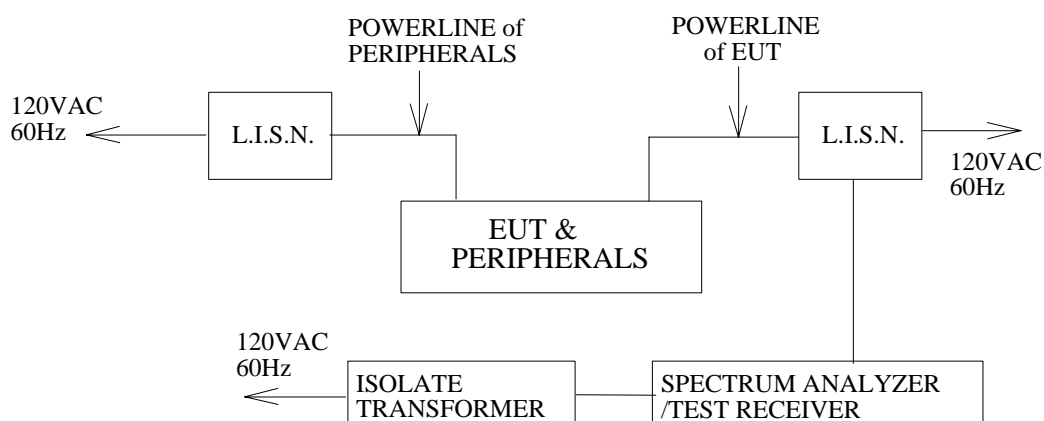 POWERLINE of
PERIPHERALS
POWERLINE
of EUT
120VAC
60Hz
L.I.S.N.
L.I.S.N.
120VAC
60Hz
EUT &
PERIPHERALS
120VAC
60Hz
ISOLATE
TRANSFORMER
SPECTRUM ANALYZER
/TEST RECEIVER